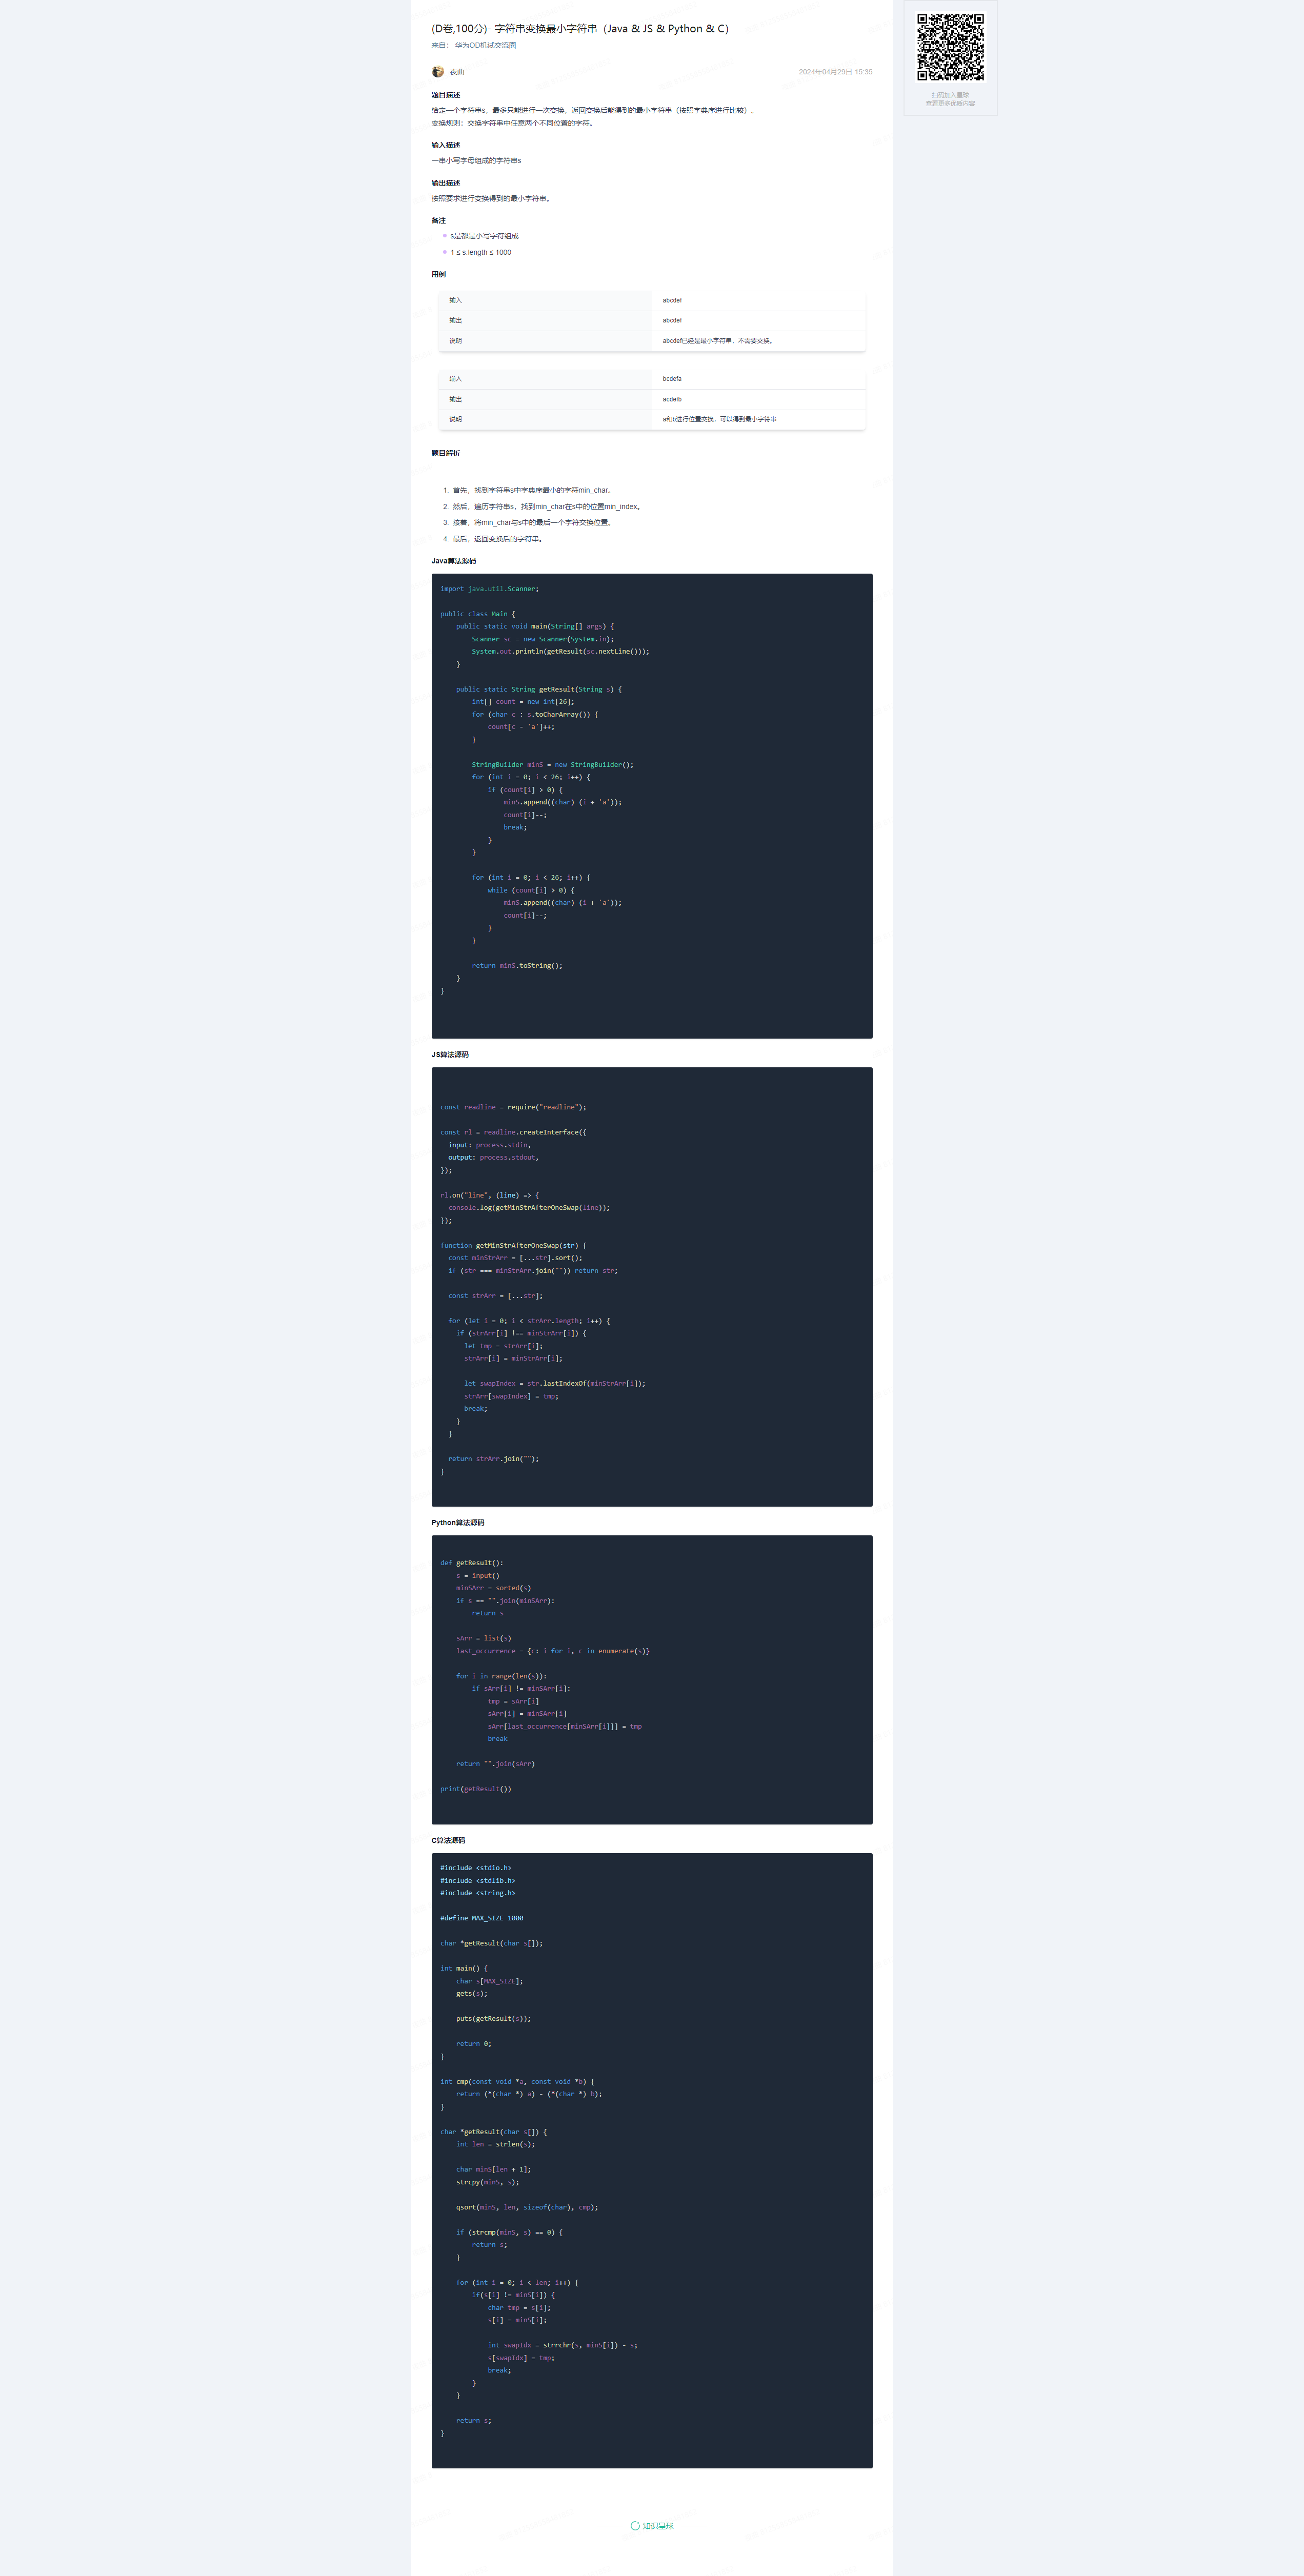 (D卷,100分)- 字符串变换最小字符串（Java & JS & Python & C）
来自： 华为OD机试交流圈
夜曲
2024年04月29日 15:35
扫码加入星球
查看更多优质内容
题目描述
给定一个字符串s，最多只能进行一次变换，返回变换后能得到的最小字符串（按照字典序进行比较）。
变换规则：交换字符串中任意两个不同位置的字符。
输入描述
一串小写字母组成的字符串s
输出描述
按照要求进行变换得到的最小字符串。
备注
s是都是小写字符组成
1 ≤ s.length ≤ 1000
用例
输入 abcdef
输出 abcdef
说明 abcdef已经是最小字符串，不需要交换。
输入 bcdefa
输出 acdefb
说明 a和b进行位置交换，可以得到最小字符串
题目解析
1. 首先，找到字符串s中字典序最小的字符min_char。
2. 然后，遍历字符串s，找到min_char在s中的位置min_index。
3. 接着，将min_char与s中的最后一个字符交换位置。
4. 最后，返回变换后的字符串。
Java算法源码
import java.util.Scanner;
public class Main {
public static void main(String[] args) {
Scanner sc = new Scanner(System.in);
System.out.println(getResult(sc.nextLine()));
}
public static String getResult(String s) {
int[] count = new int[26];
for (char c : s.toCharArray()) {
count[c - 'a']++;
}
StringBuilder minS = new StringBuilder();
for (int i = 0; i < 26; i++) {
if (count[i] > 0) {
minS.append((char) (i + 'a'));
count[i]--;
break;
}
}
for (int i = 0; i < 26; i++) {
while (count[i] > 0) {
minS.append((char) (i + 'a'));
count[i]--;
}
}
return minS.toString();
}
}
JS算法源码
const readline = require("readline");
const rl = readline.createInterface({
input: process.stdin,
output: process.stdout,
});
rl.on("line", (line) => {
console.log(getMinStrAfterOneSwap(line));
});
function getMinStrAfterOneSwap(str) {
const minStrArr = [...str].sort();
if (str === minStrArr.join("")) return str;
const strArr = [...str];
for (let i = 0; i < strArr.length; i++) {
if (strArr[i] !== minStrArr[i]) {
let tmp = strArr[i];
strArr[i] = minStrArr[i];
let swapIndex = str.lastIndexOf(minStrArr[i]);
strArr[swapIndex] = tmp;
break;
}
}
return strArr.join("");
}
Python算法源码
def getResult():
s = input()
minSArr = sorted(s)
if s == "".join(minSArr):
return s
sArr = list(s)
last_occurrence = {c: i for i, c in enumerate(s)}
for i in range(len(s)):
if sArr[i] != minSArr[i]:
tmp = sArr[i]
sArr[i] = minSArr[i]
sArr[last_occurrence[minSArr[i]]] = tmp
break
return "".join(sArr)
print(getResult())
C算法源码
#include <stdio.h>
#include <stdlib.h>
#include <string.h>
#define MAX_SIZE 1000
char *getResult(char s[]);
int main() {
char s[MAX_SIZE];
gets(s);
puts(getResult(s));
return 0;
}
int cmp(const void *a, const void *b) {
return (*(char *) a) - (*(char *) b);
}
char *getResult(char s[]) {
int len = strlen(s);
char minS[len + 1];
strcpy(minS, s);
qsort(minS, len, sizeof(char), cmp);
if (strcmp(minS, s) == 0) {
return s;
}
for (int i = 0; i < len; i++) {
if(s[i] != minS[i]) {
char tmp = s[i];
s[i] = minS[i];
int swapIdx = strrchr(s, minS[i]) - s;
s[swapIdx] = tmp;
break;
}
}
return s;
}
知识星球